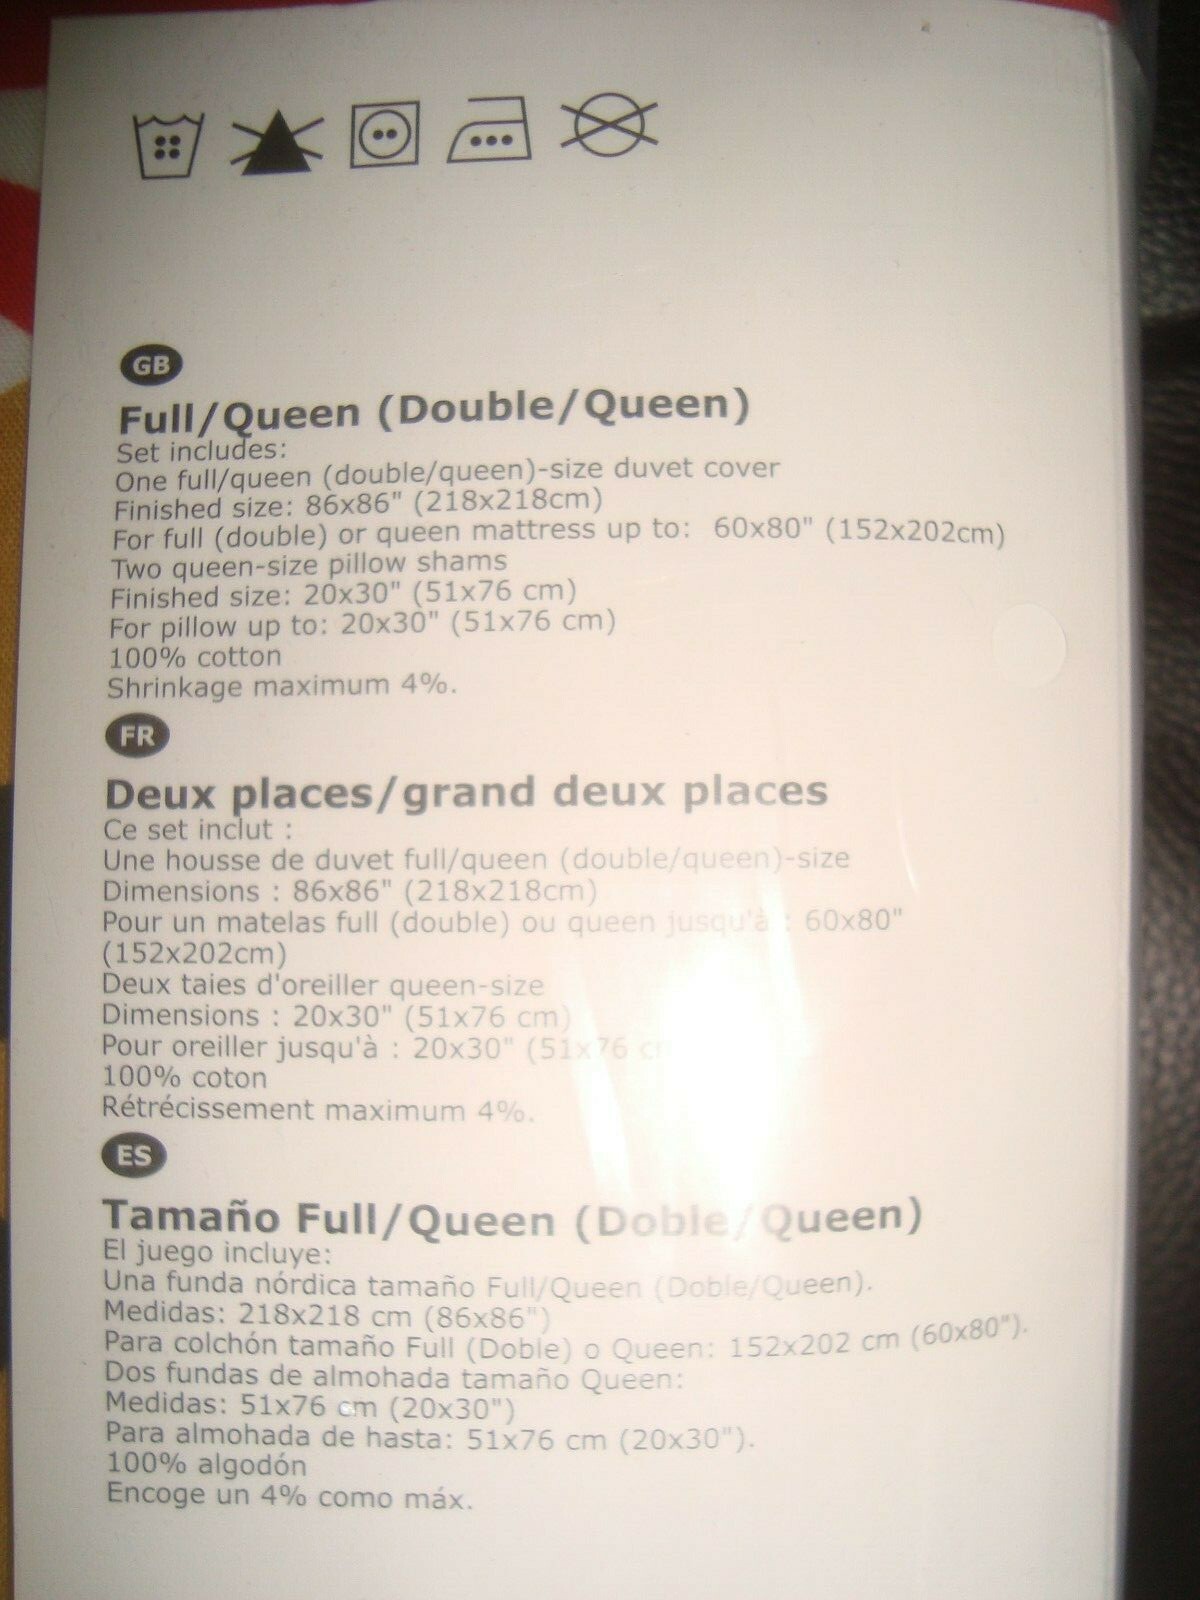 GB
Full/Queen (Double/Queen)
Set includes:
One full/queen (double/queen)-size duvet cover
Finished size: 86x86" (218x218cm)
For full (double) or queen mattress up to: 60x80" (152x202cm)
Two queen-size pillow shams
Finished size: 20x30" (51x76 cm)
For pillow up to: 20x30" (51x76 cm)
100% cotton
Shrinkage maximum 4%.
FR
Deux places/grand deux places
Ce set inclut :
Une housse de duvet full/queen (double/queen)-size
Dimensions : 86x86" (218x218cm)
Pour un matelas full (double) ou queen jusqu'à : 60x80"
(152x202cm)
Deux taies d'oreiller queen-size
Dimensions : 20x30" (51x76 cm)
Pour oreiller jusqu'à : 20x30" (51x76
100% coton
Rétrécissement maximum 4%.
ES
Tamaño Full/Queen (Doble/Queen)
El juego incluye:
Una funda nórdica tamaño Full/Queen (Doble/Queen).
Medidas: 218x218 cm (86x86")
Para colchón tamaño Full (Doble) o Queen: 152x202 cm (60x80").
Dos fundas de almohada tamaño Queen:
Medidas: 51x76 cm (20x30")
Para almohada de hasta: 51x76 cm (20x30").
100% algodón
Encoge un 4% como máx.